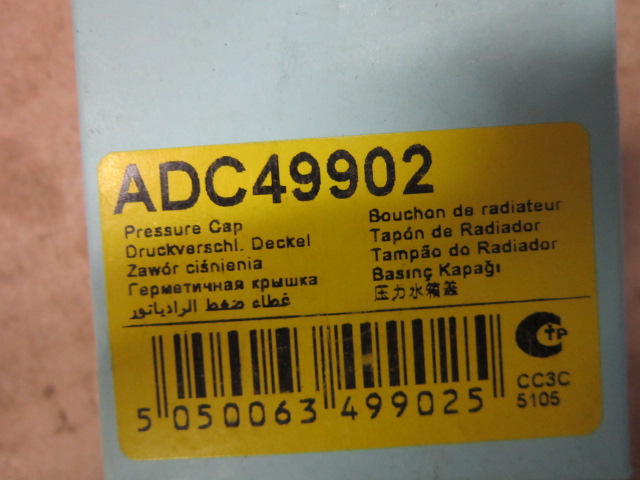 ADC49902
Pressure Cap
Druckverschl. Deckel
Zawór ciśnienia
Герметичная крышка
غطاء ضغط الرادياتور
Bouchon de radiateur
Tapón de Radiador
Tampão do Radiador
Basınç Kapağı
压力水箱盖
5 050063 499025
CTP
CC3C
5105